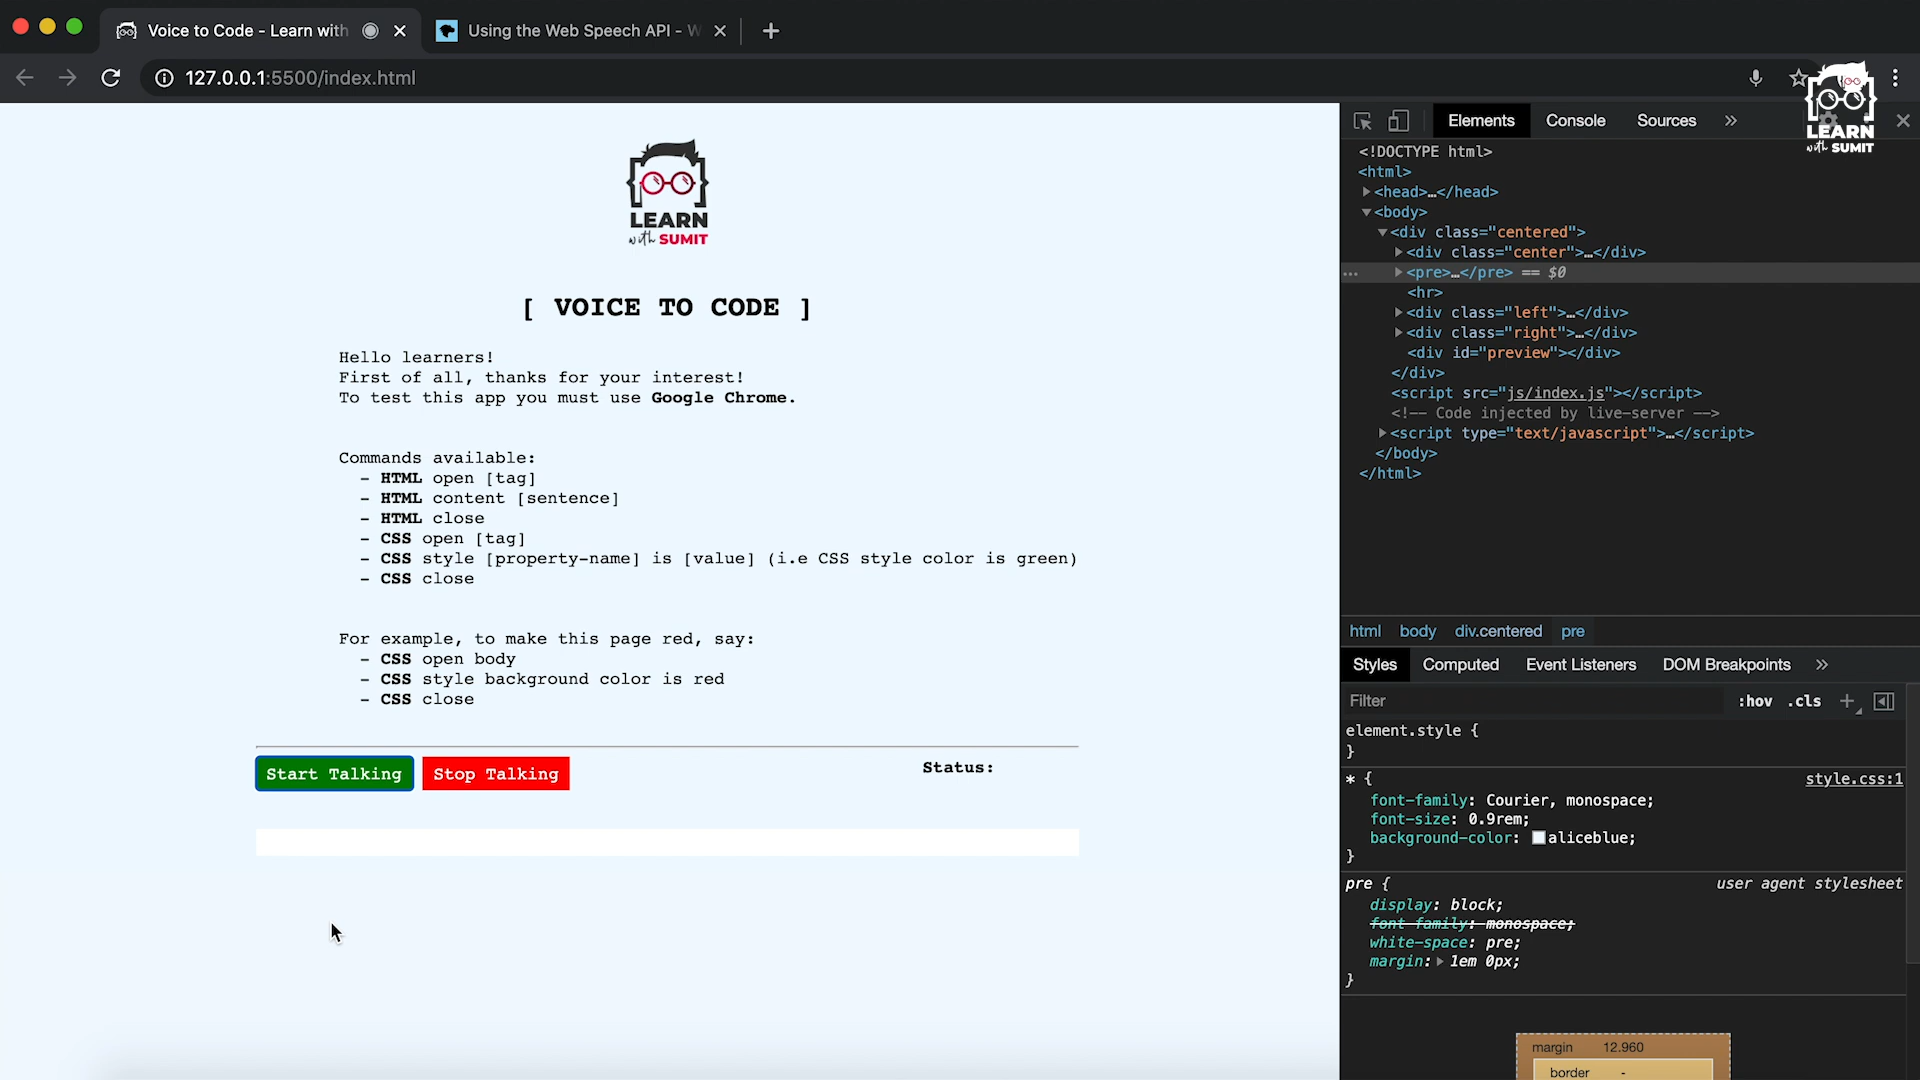 Voice to Code - Learn with
Using the Web Speech API - W
127.0.0.1:5500/index.html
LEARN
with SUMIT
[ VOICE TO CODE ]
Hello learners!
First of all, thanks for your interest!
To test this app you must use Google Chrome.
Commands available:
- HTML open [tag]
- HTML content [sentence]
- HTML close
- CSS open [tag]
- CSS style [property-name] is [value] (i.e CSS style color is green)
- CSS close
For example, to make this page red, say:
- CSS open body
- CSS style background color is red
- CSS close
Start Talking Stop Talking Status:
LEARN
with SUMIT
Elements Console Sources »
<!DOCTYPE html>
<html>
<head>…</head>
<body>
<div class="centered">
<div class="center">…</div>
… <pre>…</pre> == $0
<hr>
<div class="left">…</div>
<div class="right">…</div>
<div id="preview"></div>
</div>
<script src="js/index.js"></script>
<!-- Code injected by live-server -->
<script type="text/javascript">…</script>
</body>
</html>
html body div.centered pre
Styles Computed Event Listeners DOM Breakpoints »
Filter :hov .cls +
element.style {
}
* { style.css:1
font-family: Courier, monospace;
font-size: 0.9rem;
background-color: aliceblue;
}
pre { user agent stylesheet
display: block;
font-family: monospace;
white-space: pre;
margin: 1em 0px;
}
margin 12.960
border -